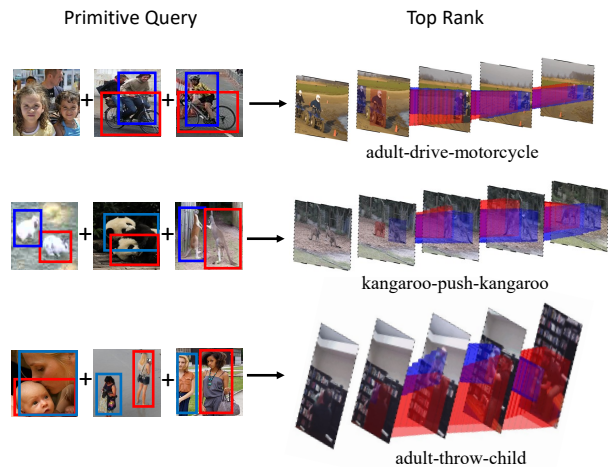 Primitive Query
Top Rank
+ +
adult-drive-motorcycle
+ +
kangaroo-push-kangaroo
+ +
adult-throw-child